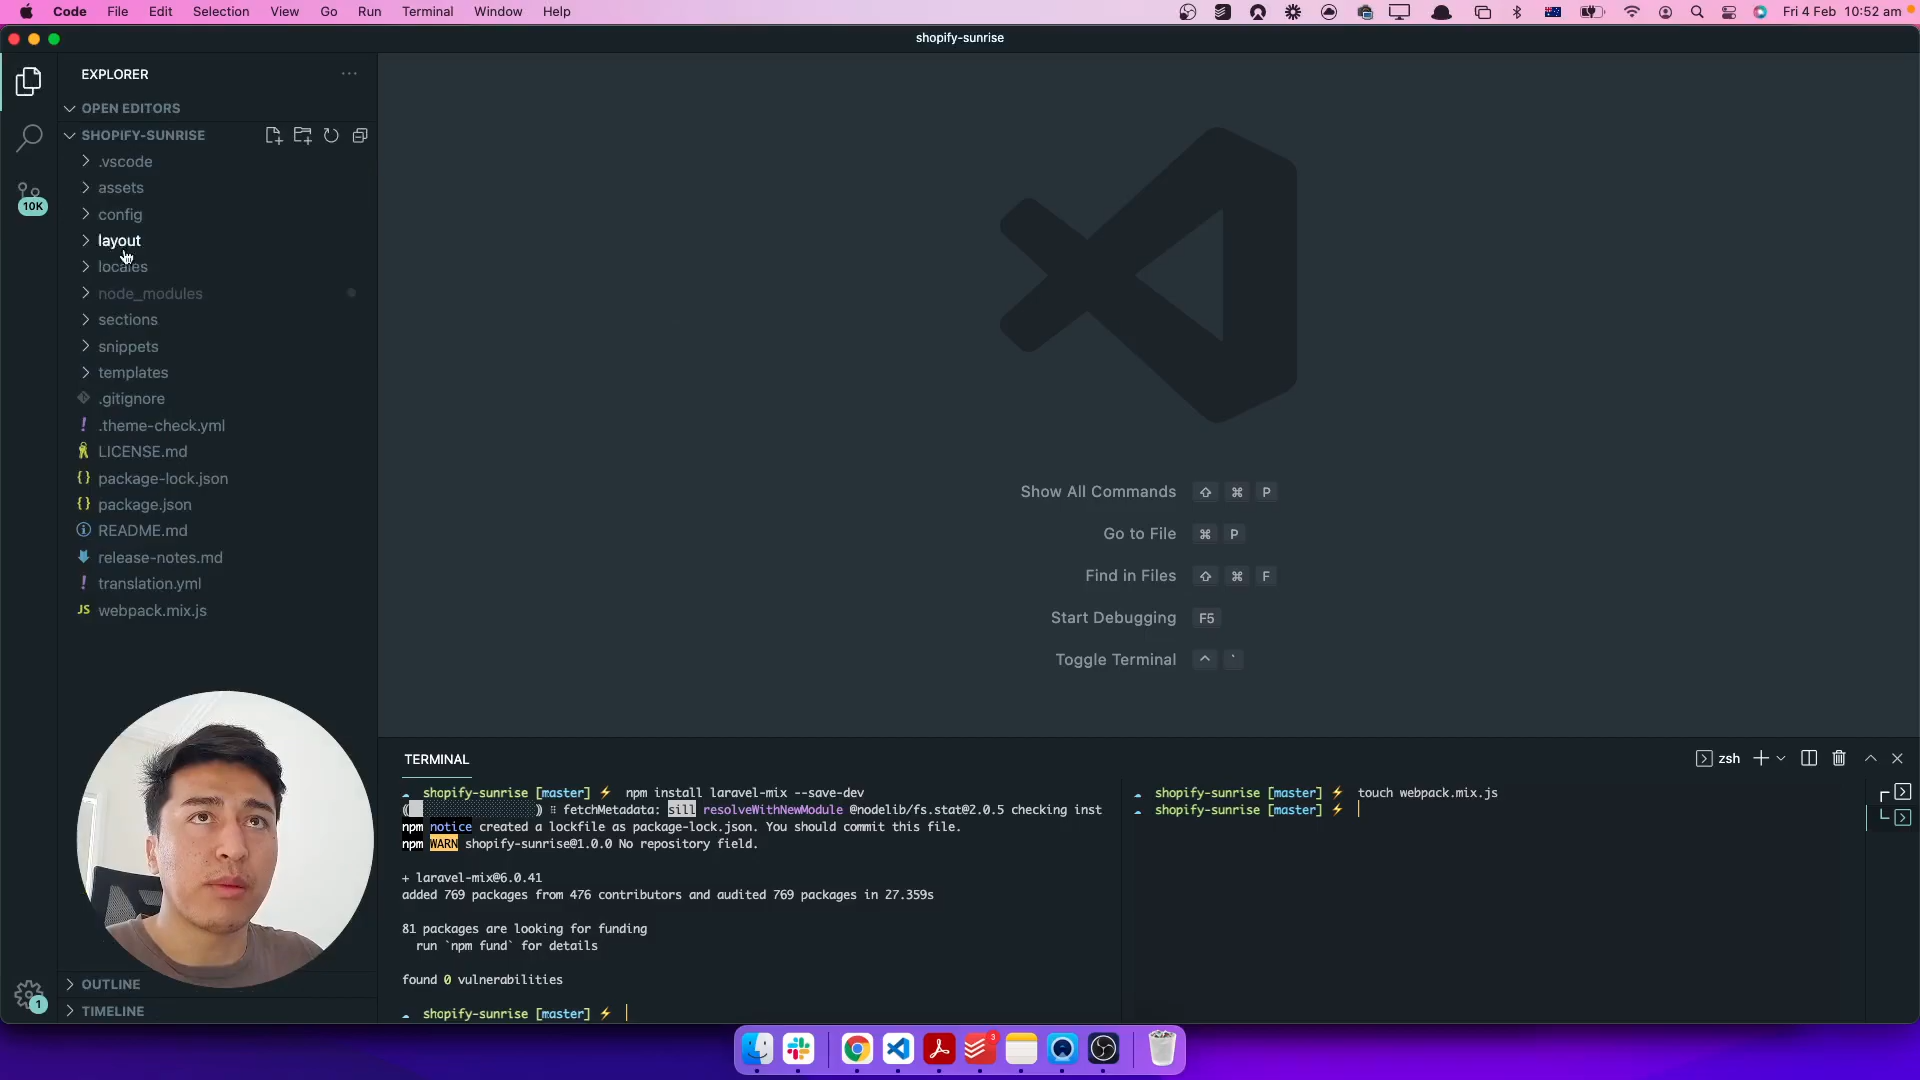 Code File Edit Selection View Go Run Terminal Window Help
Fri 4 Feb 10:52 am
shopify-sunrise
EXPLORER
OPEN EDITORS
SHOPIFY-SUNRISE
.vscode
assets
config
layout
locales
node_modules
sections
snippets
templates
.gitignore
.theme-check.yml
LICENSE.md
{} package-lock.json
{} package.json
README.md
release-notes.md
! translation.yml
JS webpack.mix.js
OUTLINE
TIMELINE
10K
1
Show All Commands ⇧ ⌘ P
Go to File ⌘ P
Find in Files ⇧ ⌘ F
Start Debugging F5
Toggle Terminal ^ `
TERMINAL
zsh
shopify-sunrise [master] ⚡ npm install laravel-mix --save-dev
⠸ fetchMetadata: sill resolveWithNewModule @nodelib/fs.stat@2.0.5 checking inst
npm notice created a lockfile as package-lock.json. You should commit this file.
npm WARN shopify-sunrise@1.0.0 No repository field.
+ laravel-mix@6.0.41
added 769 packages from 476 contributors and audited 769 packages in 27.359s
81 packages are looking for funding
run `npm fund` for details
found 0 vulnerabilities
shopify-sunrise [master] ⚡
shopify-sunrise [master] ⚡ touch webpack.mix.js
shopify-sunrise [master] ⚡
3